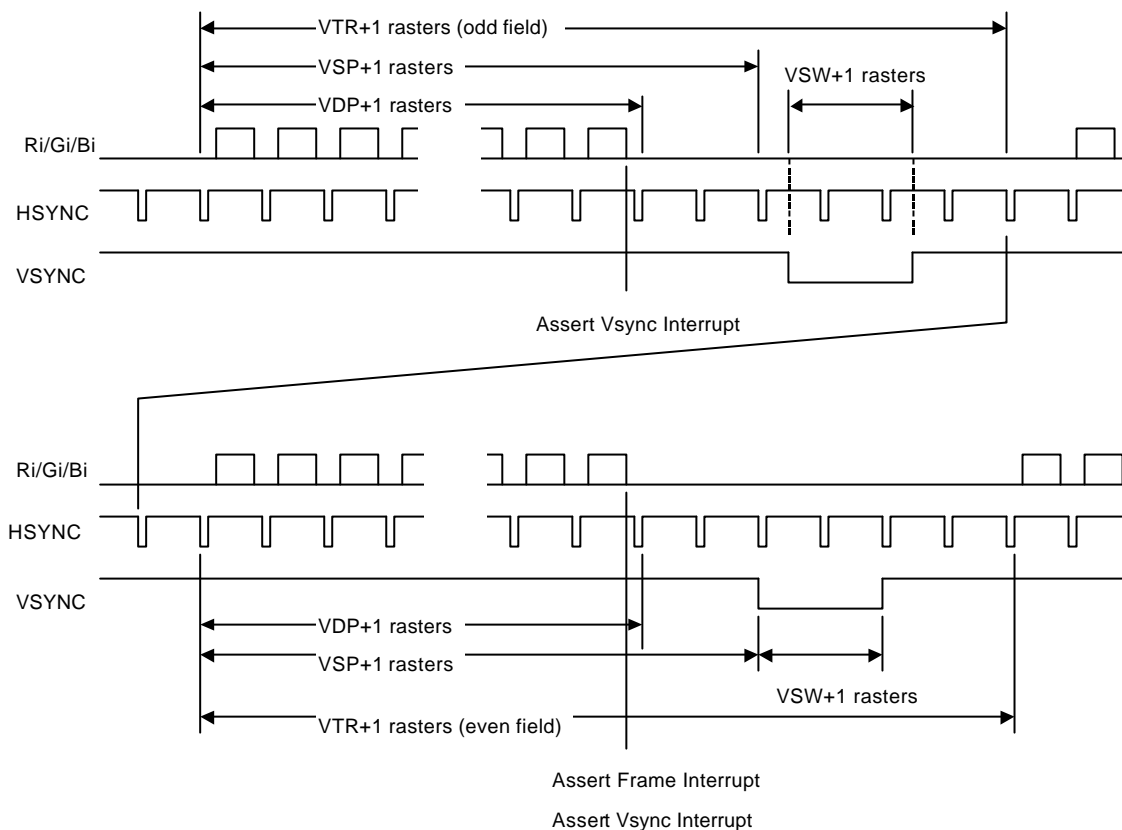 VTR+1 rasters (odd field)
VSP+1 rasters
VSW+1 rasters
VDP+1 rasters
Ri/Gi/Bi
HSYNC
VSYNC
Assert Vsync Interrupt
Ri/Gi/Bi
HSYNC
VSYNC
VDP+1 rasters
VSP+1 rasters
VSW+1 rasters
VTR+1 rasters (even field)
Assert Frame Interrupt
Assert Vsync Interrupt